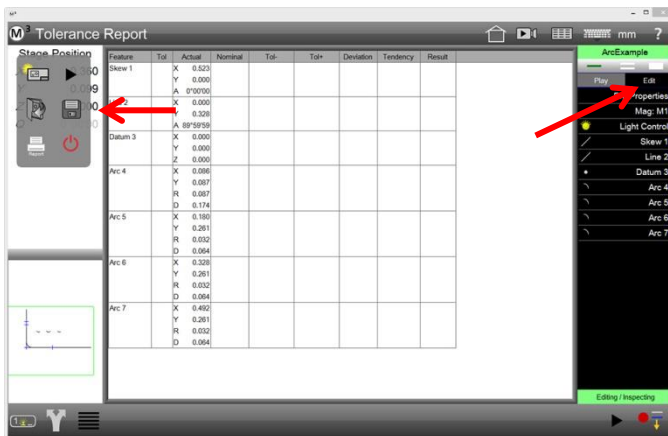 M³ Tolerance Report
mm ?
Stage Position
.360
.099
00
Report
Feature Tol Actual Nominal Tol- Tol+ Deviation Tendency Result
Skew 1 X 0.523
Y 0.000
A 0°00'00
2 X 0.000
Y 0.328
A 89°59'59
Datum 3 X 0.000
Y 0.000
Z 0.000
Arc 4 X 0.086
Y 0.087
R 0.087
D 0.174
Arc 5 X 0.180
Y 0.261
R 0.032
D 0.064
Arc 6 X 0.328
Y 0.261
R 0.032
D 0.064
Arc 7 X 0.492
Y 0.261
R 0.032
D 0.064
ArcExample
Play Edit
Properties
Mag: M1
Light Control
Skew 1
Line 2
Datum 3
Arc 4
Arc 5
Arc 6
Arc 7
Editing / Inspecting